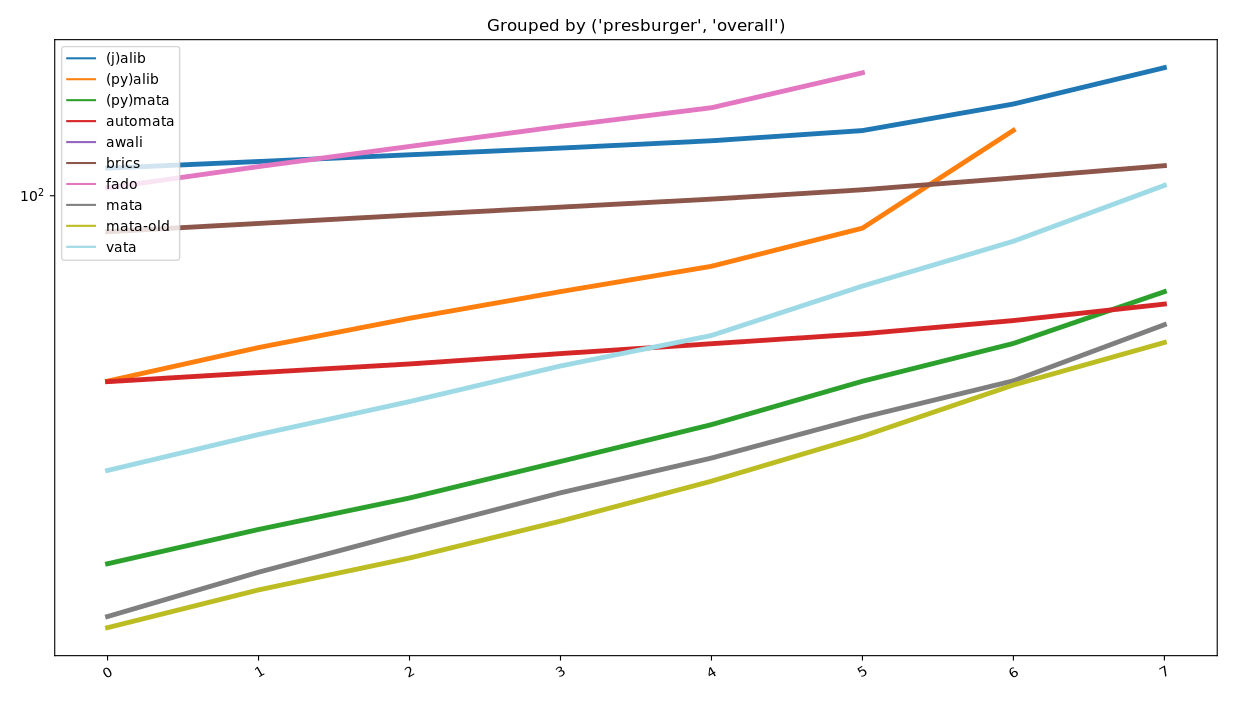 Grouped by ('presburger', 'overall')
(j)alib
(py)alib
(py)mata
automata
awali
brics
fado
mata
mata-old
vata
10²
0
1
2
3
4
5
6
7